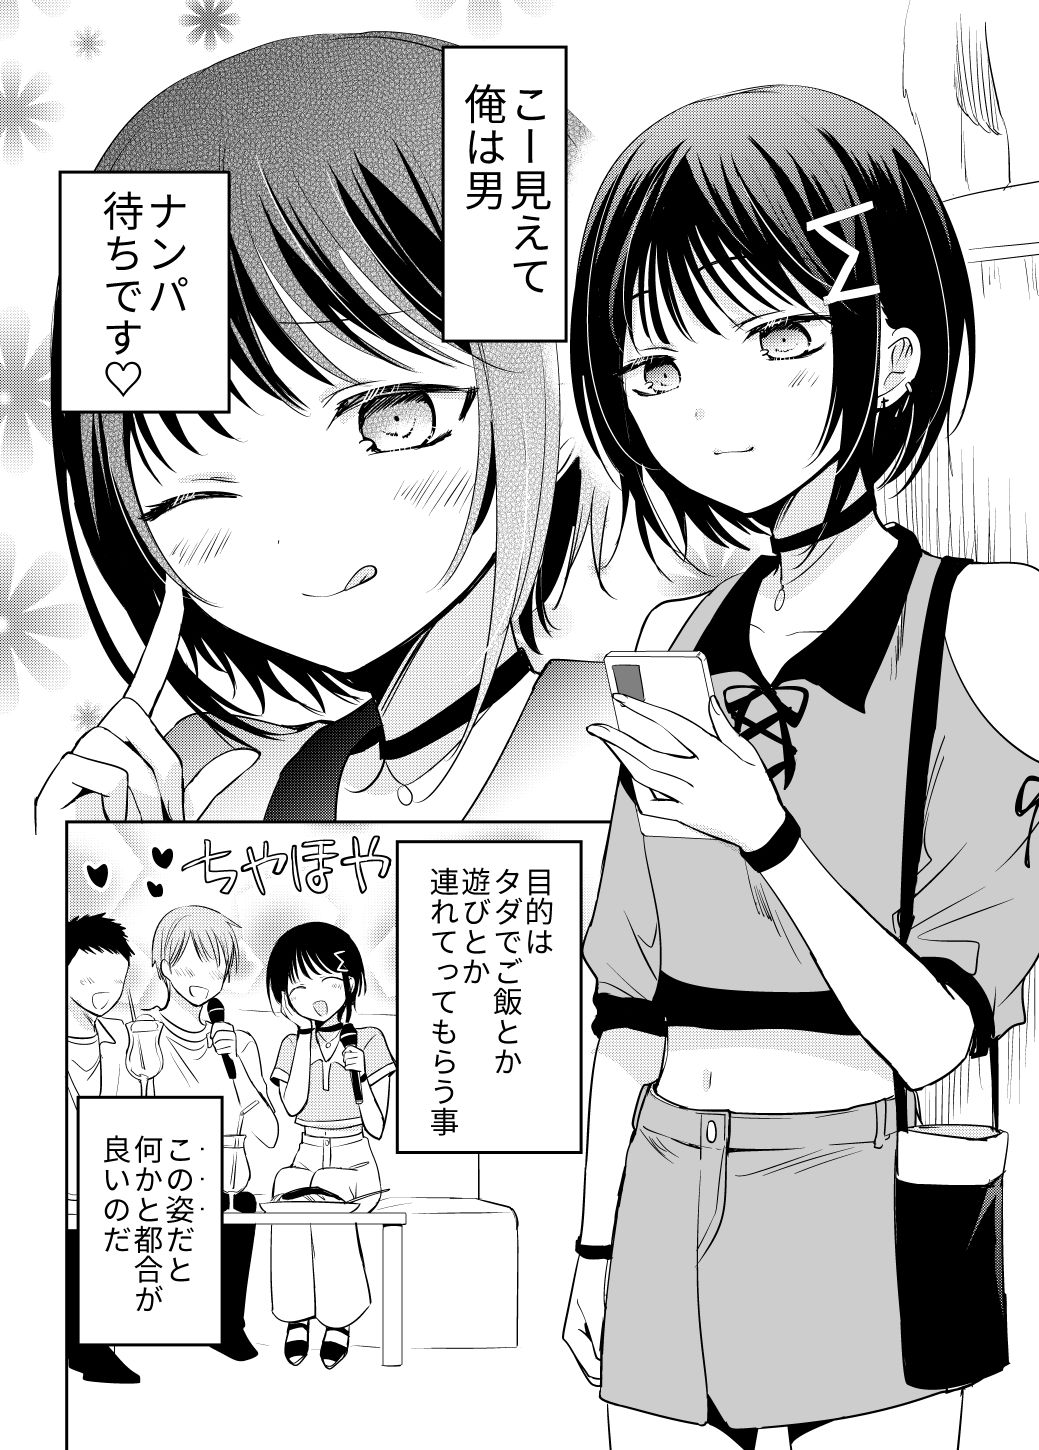 こー見えて
俺は男
ナンパ
待ちです♡
目的は
タダでご飯とか
遊びとか
連れてってもらう事
ちやほや
この姿だと
何かと都合が
良いのだ